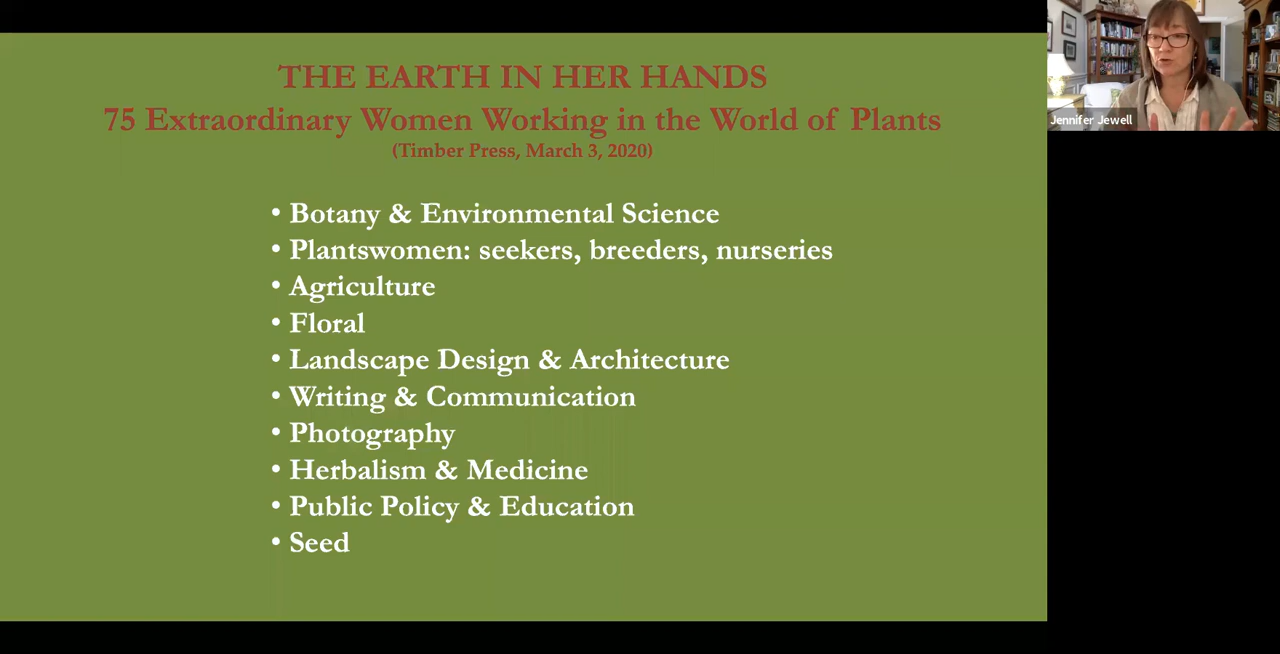 THE EARTH IN HER HANDS
75 Extraordinary Women Working in the World of Plants
(Timber Press, March 3, 2020)
• Botany & Environmental Science
• Plantswomen: seekers, breeders, nurseries
• Agriculture
• Floral
• Landscape Design & Architecture
• Writing & Communication
• Photography
• Herbalism & Medicine
• Public Policy & Education
• Seed
Jennifer Jewell